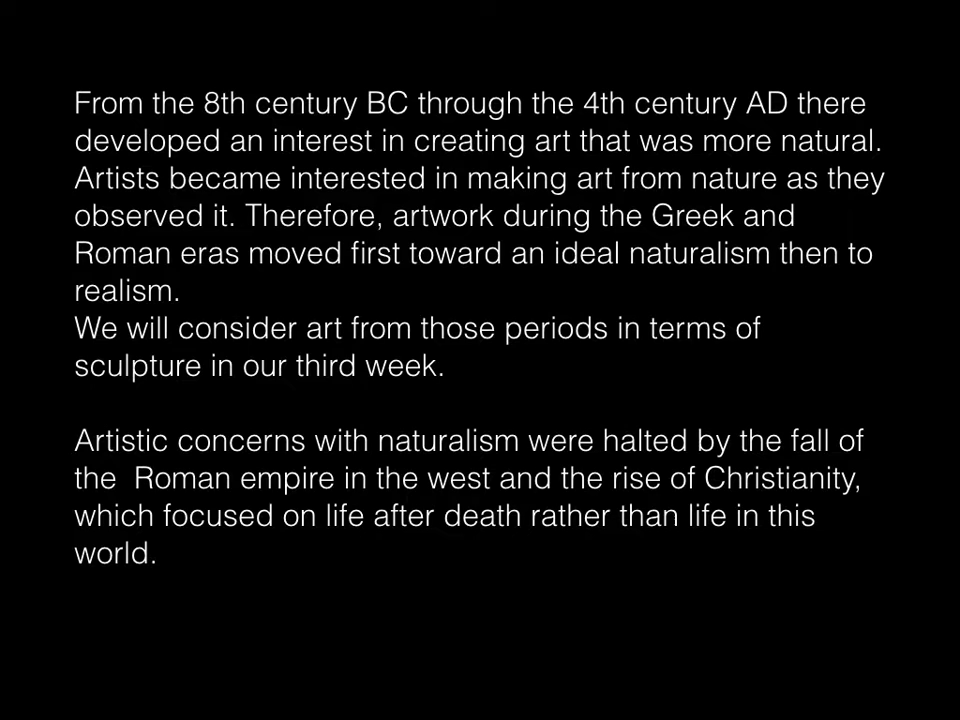 From the 8th century BC through the 4th century AD there
developed an interest in creating art that was more natural.
Artists became interested in making art from nature as they
observed it. Therefore, artwork during the Greek and
Roman eras moved first toward an ideal naturalism then to
realism.
We will consider art from those periods in terms of
sculpture in our third week.

Artistic concerns with naturalism were halted by the fall of
the  Roman empire in the west and the rise of Christianity,
which focused on life after death rather than life in this
world.